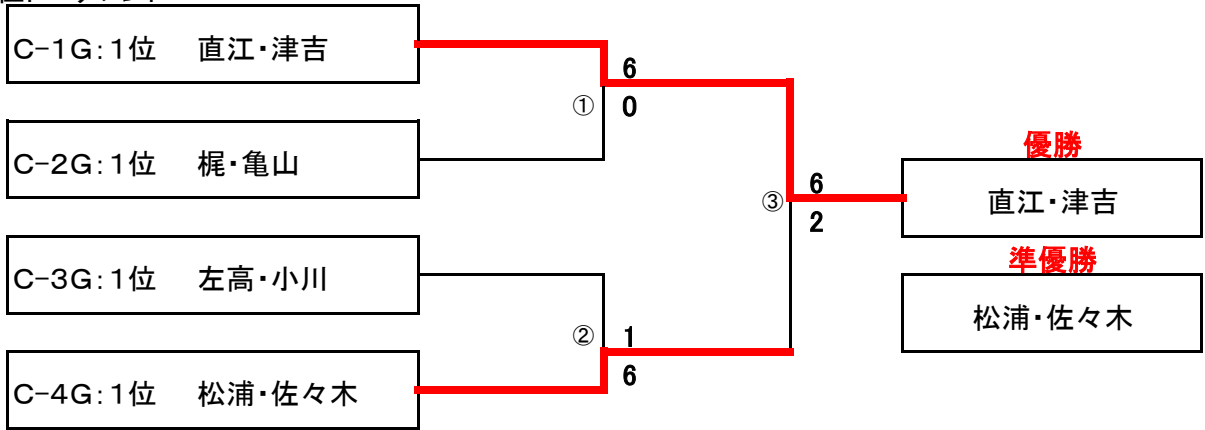 C-1G:1位 直江・津吉
6
① 0
C-2G:1位 梶・亀山
優勝
6
③
直江・津吉
2
C-3G:1位 左高・小川
準優勝
松浦・佐々木
② 1
6
C-4G:1位 松浦・佐々木